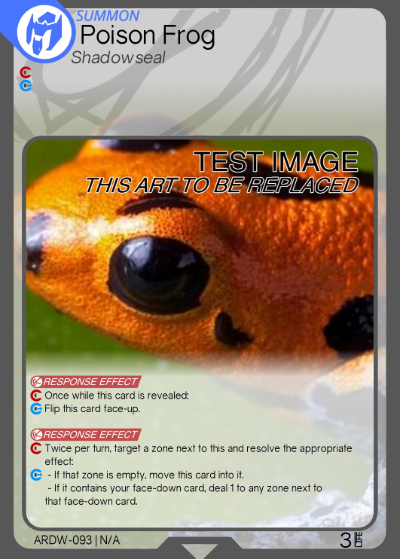 SUMMON
Poison Frog
Shadowseal
C
C
TEST IMAGE
THIS ART TO BE REPLACED
RESPONSE EFFECT
C Once while this card is revealed:
C Flip this card face-up.
RESPONSE EFFECT
C Twice per turn, target a zone next to this and resolve the appropriate
effect:
C - If that zone is empty, move this card into it.
- If it contains your face-down card, deal 1 to any zone next to
that face-down card.
ARDW-093 | N/A
3 LIFE